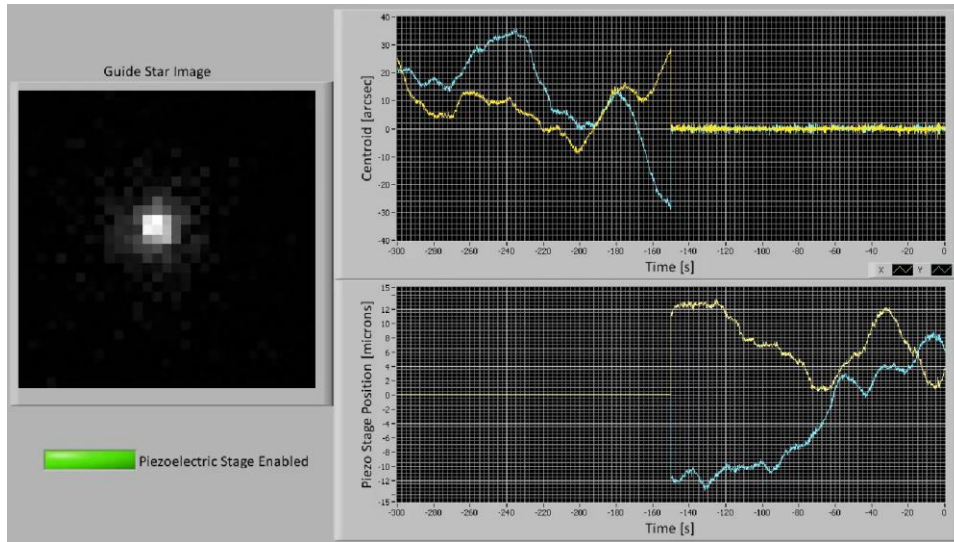 Guide Star Image
Piezoelectric Stage Enabled
Centroid [arcsec]
40
30
20
10
0
-10
-20
-30
-40
-300 -280 -260 -240 -220 -200 -180 -160 -140 -120 -100 -80 -60 -40 -20 0
Time [s]
X Y
Piezo Stage Position [microns]
15
12
10
8
6
4
2
0
-2
-4
-6
-8
-10
-12
-15
-300 -280 -260 -240 -220 -200 -180 -160 -140 -120 -100 -80 -60 -40 -20 0
Time [s]